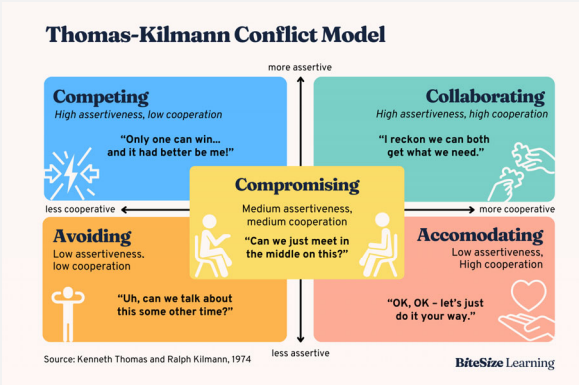 Thomas-Kilmann Conflict Model
more assertive
Competing
High assertiveness, low cooperation
“Only one can win...
and it had better be me!”
Collaborating
High assertiveness, high cooperation
“I reckon we can both
get what we need.”
Compromising
Medium assertiveness,
medium cooperation
“Can we just meet in
the middle on this?”
less cooperative
more cooperative
Avoiding
Low assertiveness.
low cooperation
“Uh, can we talk about
this some other time?”
Accomodating
Low assertiveness,
High cooperation
“OK, OK – let’s just
do it your way.”
less assertive
Source: Kenneth Thomas and Ralph Kilmann, 1974
BiteSize Learning